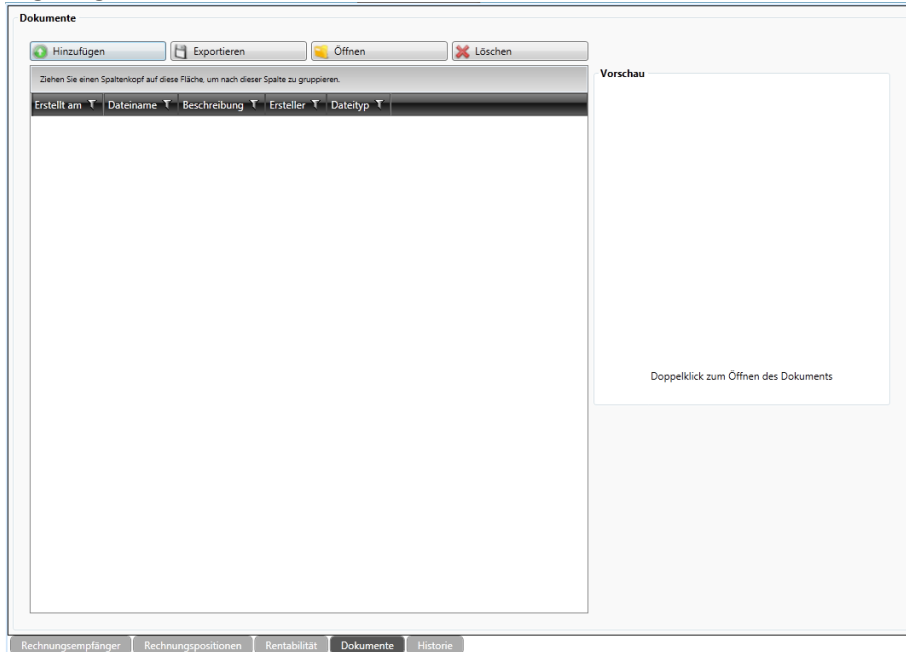 Dokumente
Hinzufügen Exportieren Öffnen Löschen
Ziehen Sie einen Spaltenkopf auf diese Fläche, um nach dieser Spalte zu gruppieren.
Vorschau
Erstellt am Dateiname Beschreibung Ersteller Dateityp
Doppelklick zum Öffnen des Dokuments
Rechnungsempfänger Rechnungspositionen Rentabilität Dokumente Historie